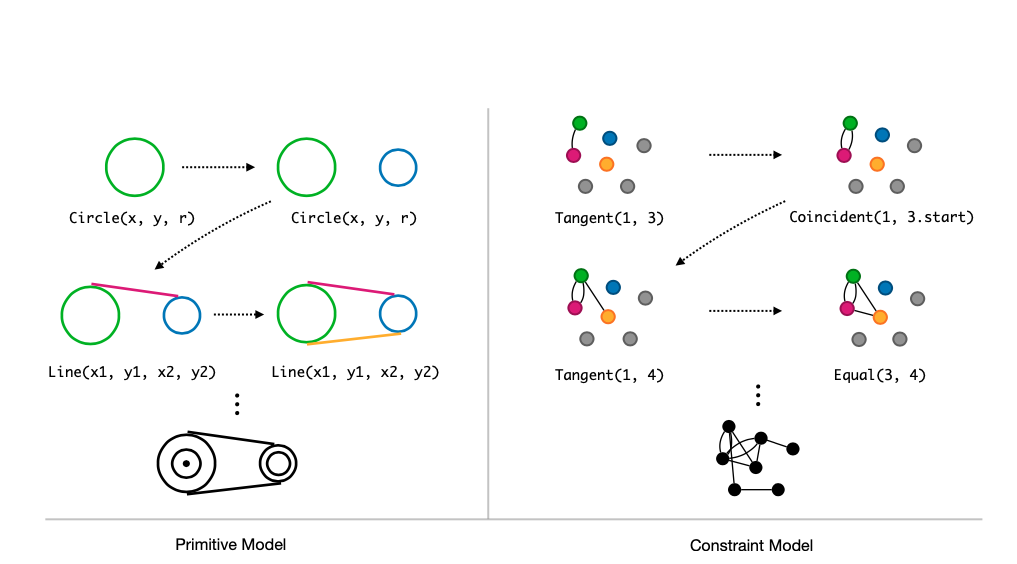 Circle(x, y, r)
Circle(x, y, r)
Line(x1, y1, x2, y2)
Line(x1, y1, x2, y2)
Primitive Model
Tangent(1, 3)
Coincident(1, 3.start)
Tangent(1, 4)
Equal(3, 4)
Constraint Model